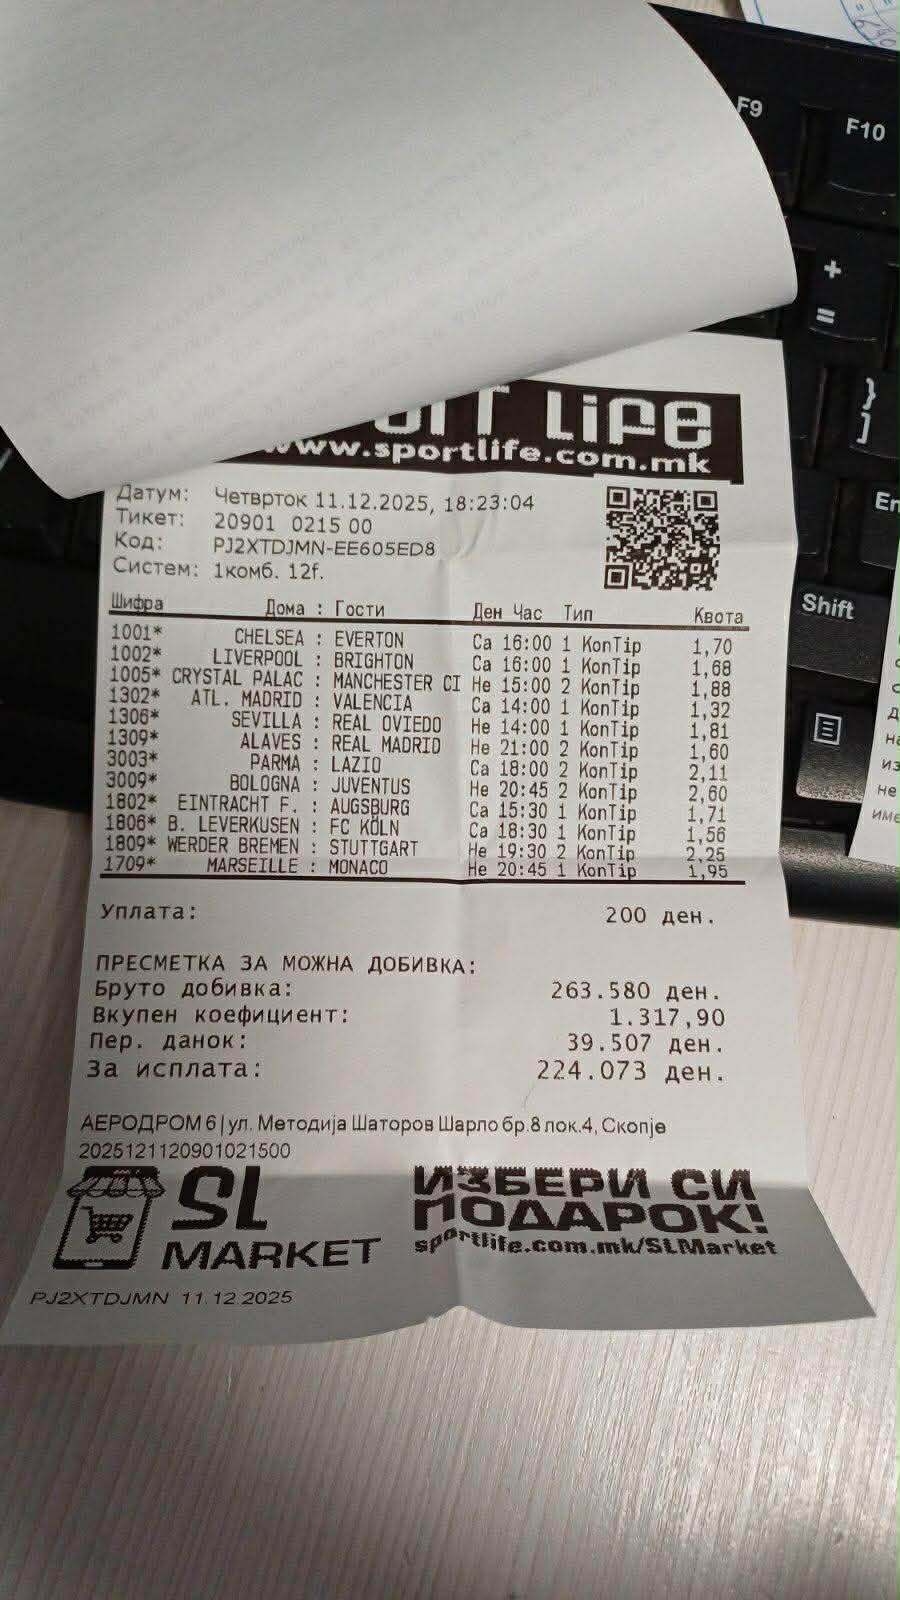 F9
F10
+
=
}
]
Shift
LIFE
www.sportlife.com.mk
Датум: Четврток 11.12.2025, 18:23:04
Тикет: 20901 0215 00
Код: PJ2XTDJMN-EE605ED8
Систем: 1комб. 12f.
Шифра Дома : Гости Ден Час Тип Квота
1001* CHELSEA : EVERTON Са 16:00 1 KonTip 1,70
1002* LIVERPOOL : BRIGHTON Са 16:00 1 KonTip 1,68
1005* CRYSTAL PALAC : MANCHESTER CI Не 15:00 2 KonTip 1,88
1302* ATL. MADRID : VALENCIA Са 14:00 1 KonTip 1,32
1306* SEVILLA : REAL OVIEDO Не 14:00 1 KonTip 1,81
1309* ALAVES : REAL MADRID Не 21:00 2 KonTip 1,60
3003* PARMA : LAZIO Са 18:00 2 KonTip 2,11
3009* BOLOGNA : JUVENTUS Не 20:45 2 KonTip 2,60
1802* EINTRACHT F. : AUGSBURG Са 15:30 1 KonTip 1,71
1806* B. LEVERKUSEN : FC KÖLN Са 18:30 1 KonTip 1,56
1809* WERDER BREMEN : STUTTGART Не 19:30 2 KonTip 2,25
1709* MARSEILLE : MONACO Не 20:45 1 KonTip 1,95
Уплата: 200 ден.
ПРЕСМЕТКА ЗА МОЖНА ДОБИВКА:
Бруто добивка: 263.580 ден.
Вкупен коефициент: 1.317,90
Пер. данок: 39.507 ден.
За исплата: 224.073 ден.
АЕРОДРОМ 6 | ул. Методија Шаторов Шарло бр.8 лок.4, Скопје
2025121120901021500
SL MARKET
ИЗБЕРИ СИ ПОДАРОК!
sportlife.com.mk/SLMarket
PJ2XTDJMN 11.12.2025